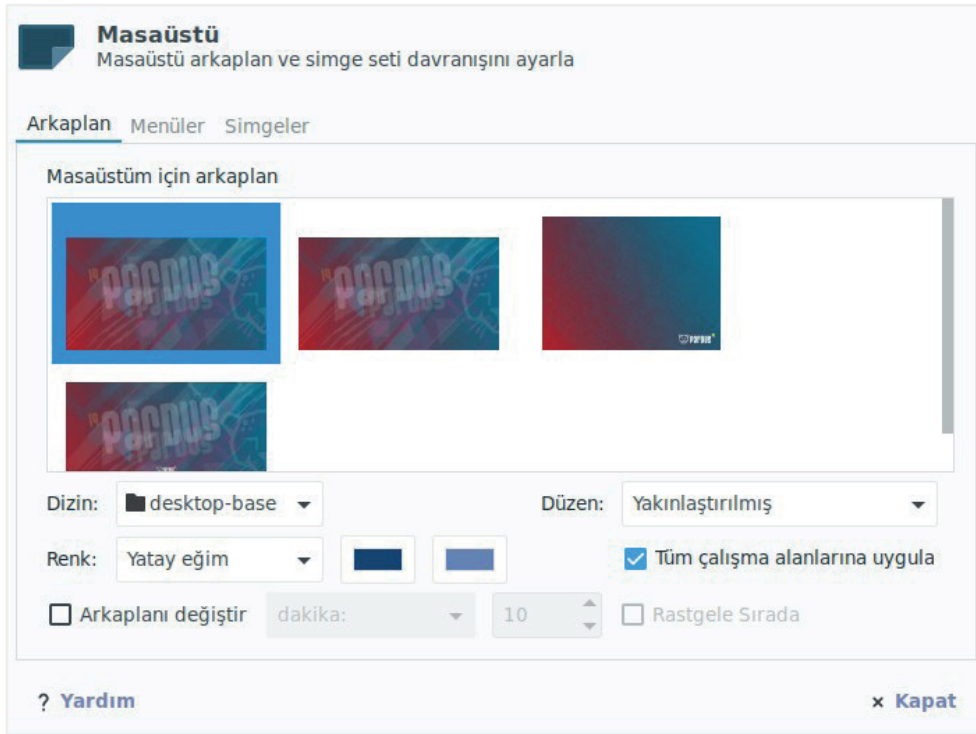 Masaüstü
Masaüstü arkaplan ve simge seti davranışını ayarla
Arkaplan Menüler Simgeler
Masaüstüm için arkaplan
PARDUS
Dizin: desktop-base Düzen: Yakınlaştırılmış
Renk: Yatay eğim Tüm çalışma alanlarına uygula
Arkaplanı değiştir dakika: 10 Rastgele Sırada
? Yardım × Kapat